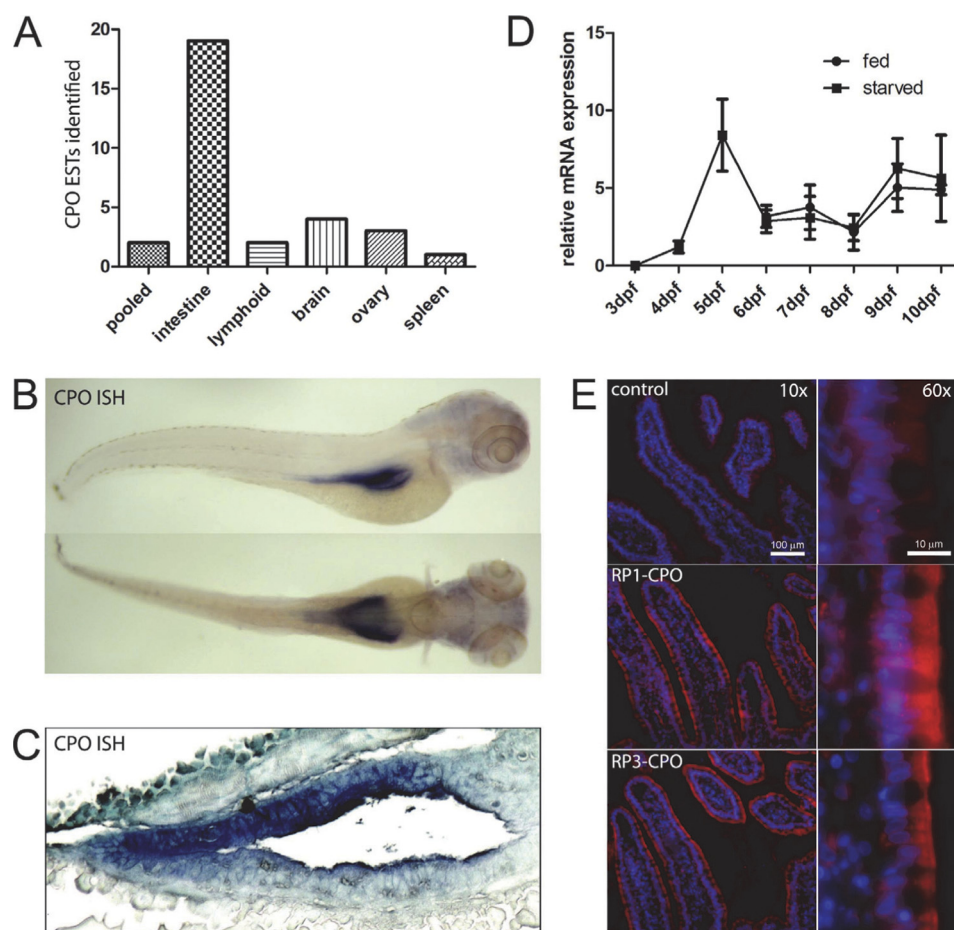 A
CPO ESTs identified
20
15
10
5
0
pooled
intestine
lymphoid
brain
ovary
spleen
B
CPO ISH
C
CPO ISH
D
relative mRNA expression
15
10
5
0
fed
starved
3dpf
4dpf
5dpf
6dpf
7dpf
8dpf
9dpf
10dpf
E
control
10x
60x
100 µm
10 µm
RP1-CPO
RP3-CPO